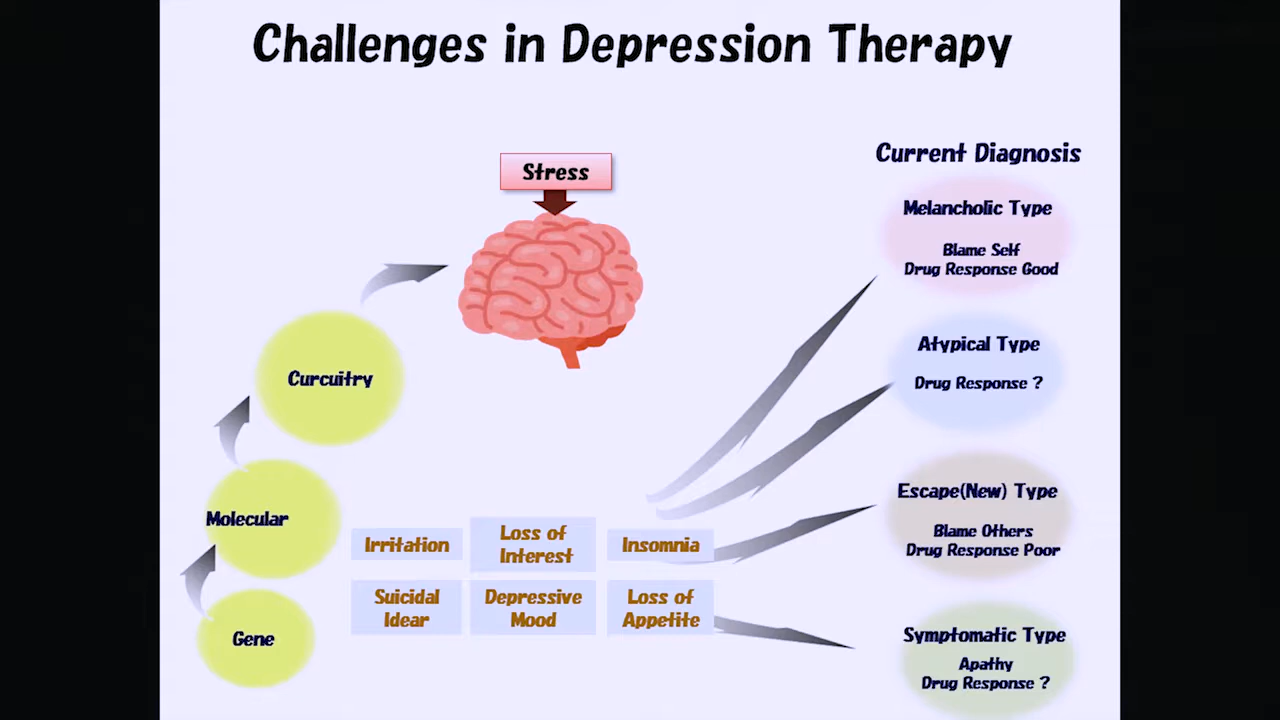 Challenges in Depression Therapy
Stress
Curcuitry
Molecular
Gene
Irritation
Loss of
Interest
Insomnia
Suicidal
Idear
Depressive
Mood
Loss of
Appetite
Current Diagnosis
Melancholic Type
Blame Self
Drug Response Good
Atypical Type
Drug Response ?
Escape(New) Type
Blame Others
Drug Response Poor
Symptomatic Type
Apathy
Drug Response ?